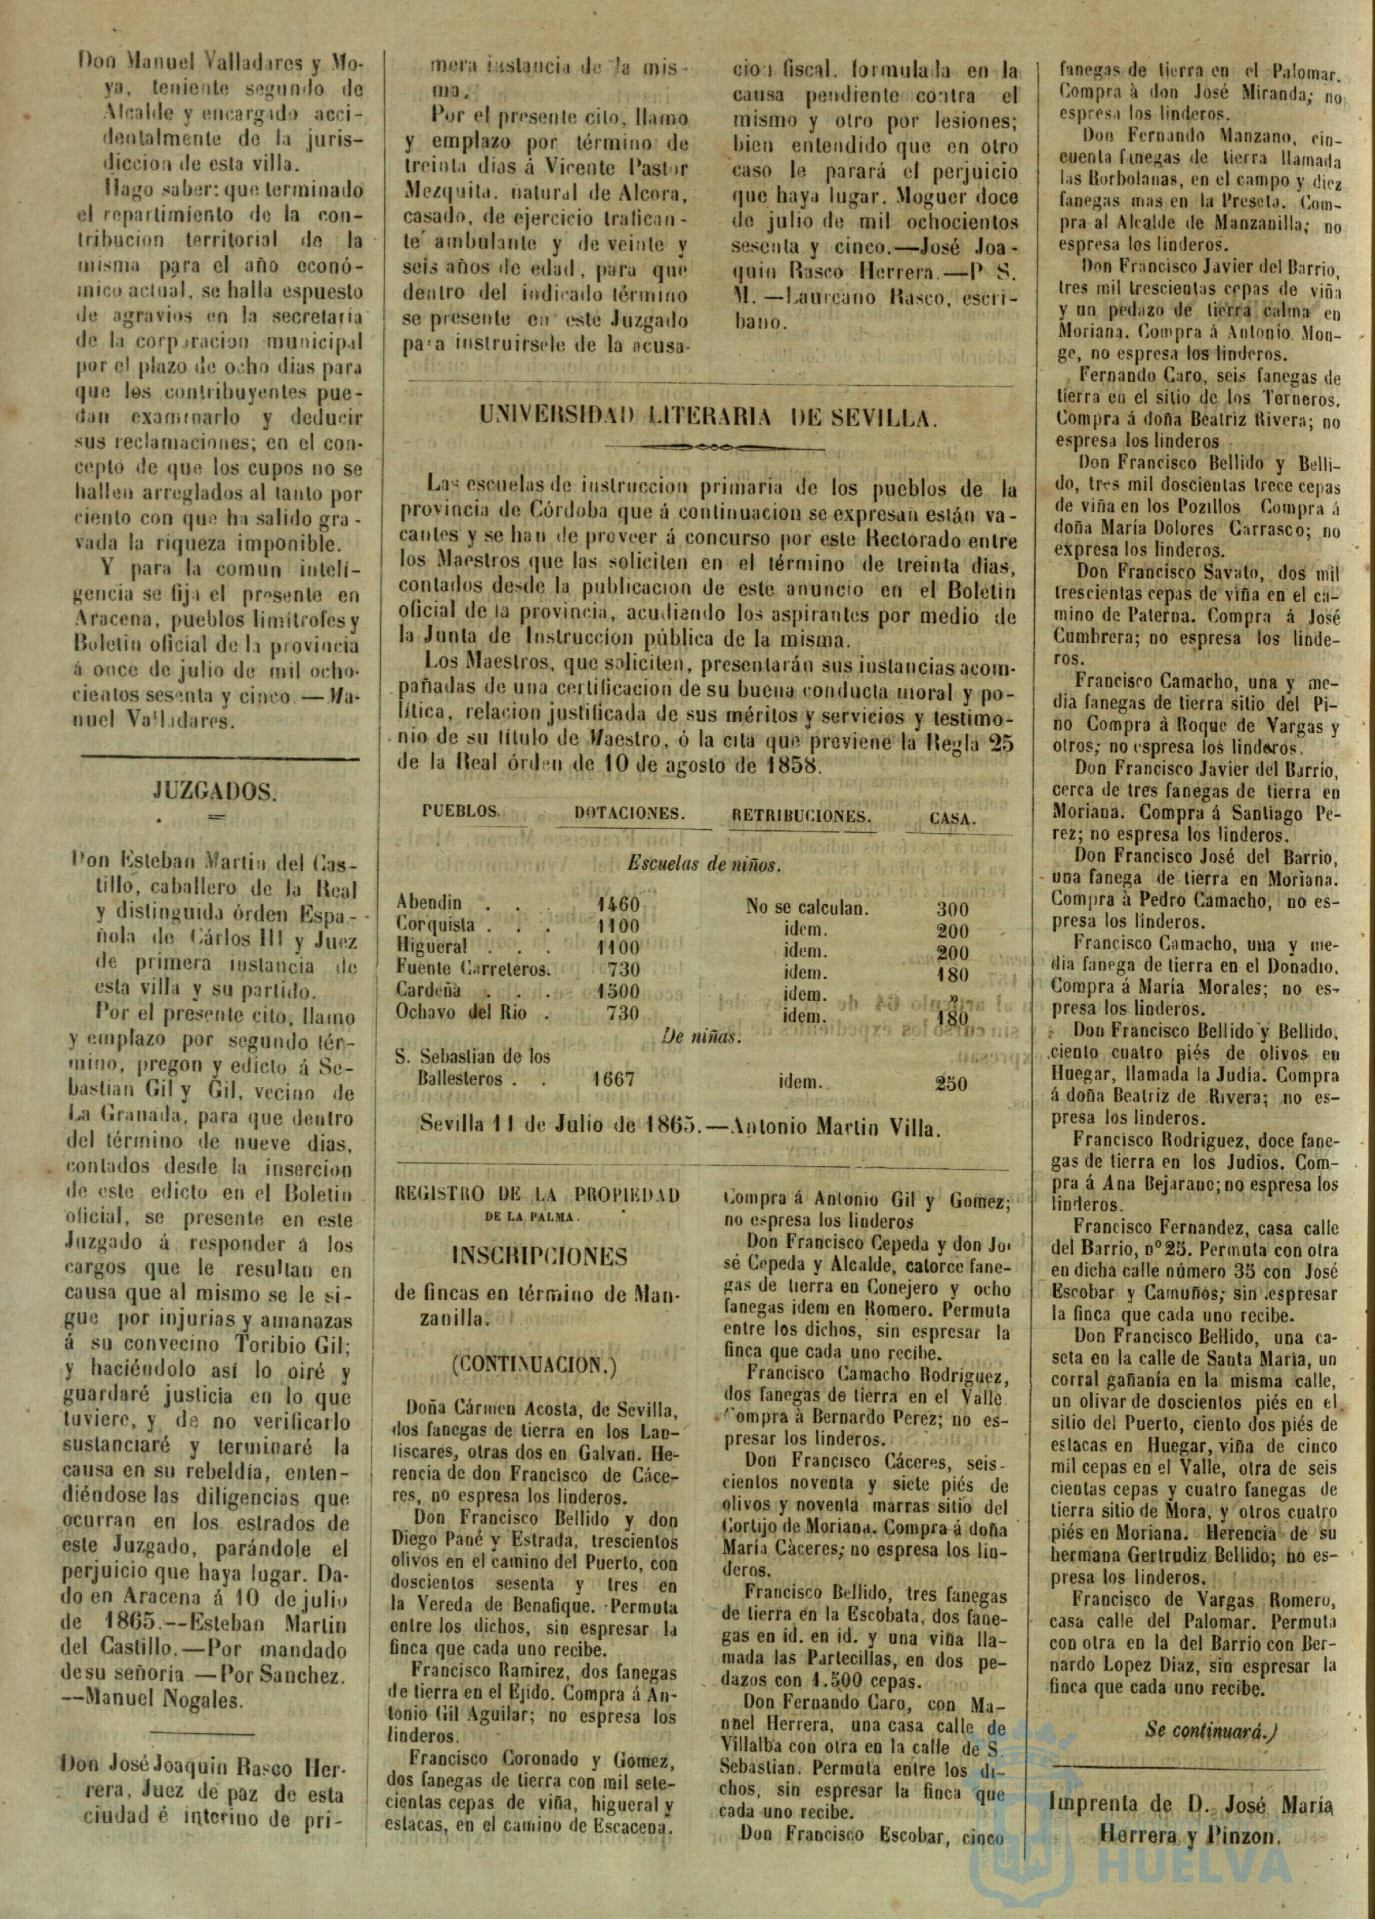 Don Manuel Valladares y Mo-
ya, teniente segundo de
Alcalde y encargado acci-
dentalmente de la juris-
diccion de esta villa.
Hago saber: que terminado
el repartimiento de la con-
tribucion territorial de la
misma para el año econó-
mico actual, se halla espuesto
de agravios en la secretaria
de la corporacion municipal
por el plazo de ocho dias para
que los contribuyentes pue-
dan examinarlo y deducir
sus reclamaciones; en el con-
cepto de que los cupos no se
hallen arreglados al tanto por
ciento con que ha salido gra-
vada la riqueza imponible.
Y para la comun inteli-
gencia se fija el presente en
Aracena, pueblos limitrofes y
Boletin oficial de la provincia
á once de julio de mil ocho-
cientos sesenta y cinco.—Ma-
nuel Valladares.
JUZGADOS.
Don Esteban Martin del Cas-
tillo, caballero de la Real
y distinguida órden Espa-
ñola de Cárlos III y Juez
de primera instancia de
esta villa y su partido.
Por el presente cito, llamo
y emplazo por segundo tér-
mino, pregon y edicto á Se-
bastian Gil y Gil, vecino de
La Granada, para que dentro
del término de nueve dias,
contados desde la insercion
de este edicto en el Boletin
oficial, se presente en este
Juzgado á responder á los
cargos que le resultan en
causa que al mismo se le si-
gue por injurias y amanazas
á su convecino Toribio Gil;
y haciéndolo así lo oiré y
guardaré justicia en lo que
tuviere, y de no verificarlo
sustanciaré y terminaré la
causa en su rebeldía, enten-
diéndose las diligencias que
ocurran en los estrados de
este Juzgado, parándole el
perjuicio que haya lugar. Da-
do en Aracena á 10 de julio
de 1865.--Esteban Martin
del Castillo.—Por mandado
de su señoría.—Por Sanchez.
--Manuel Nogales.
Don José Joaquin Rasco Her-
rera, Juez de paz de esta
ciudad é interino de pri-
mera instancia de la mis-
ma.
Por el presente cito, llamo
y emplazo por término de
treinta dias á Vicente Pastor
Mezquita, natural de Alcora,
casado, de ejercicio trafican-
te ambulante y de veinte y
seis años de edad, para que
dentro del indicado término
se presente en este Juzgado
para instruirsele de la acusa-
cion fiscal, formulada en la
causa pendiente contra el
mismo y otro por lesiones;
bien entendido que en otro
caso le parará el perjuicio
que haya lugar. Moguer doce
de julio de mil ochocientos
sesenta y cinco.—José Joa-
quin Rasco Herrera.—P. S.
M.—Laureano Rasco, escri-
bano.
UNIVERSIDAD LITERARIA DE SEVILLA.
Las escuelas de instruccion primaria de los pueblos de la
provincia de Córdoba que á continuacion se expresan están va-
cantes y se han de proveer á concurso por este Rectorado entre
los Maestros que las soliciten en el término de treinta dias,
contados desde la publicacion de este anuncio en el Boletin
oficial de la provincia, acudiendo los aspirantes por medio de
la Junta de Instruccion pública de la misma.
Los Maestros, que soliciten, presentarán sus instancias acom-
pañadas de una certificacion de su buena conducta moral y po-
lítica, relacion justificada de sus méritos y servicios y testimo-
nio de su título de Maestro, ó la cita que previene la Regla 25
de la Real órden de 10 de agosto de 1858.
PUEBLOS. DOTACIONES. RETRIBUCIONES. CASA.
Escuelas de niños.
Abendin . . . 1460 No se calculan. 300
Corquista . . . 1100 idem. 200
Higueral . . . 1100 idem. 200
Fuente Carreteros. 730 idem. 180
Cardeña . . . 1500 idem. »
Ochavo del Rio . 730 idem. 180
De niñas.
S. Sebastian de los
Ballesteros . . 1667 idem. 250
Sevilla 11 de Julio de 1865.—Antonio Martin Villa.
REGISTRO DE LA PROPIEDAD
DE LA PALMA.
INSCRIPCIONES
de fincas en término de Man-
zanilla.
(CONTINUACION.)
Doña Cármen Acosta, de Sevilla,
dos fanegas de tierra en los Lan-
tiscares, otras dos en Galvan. He-
rencia de don Francisco de Cáce-
res, no espresa los linderos.
Don Francisco Bellido y don
Diego Pané y Estrada, trescientos
olivos en el camino del Puerto, con
doscientos sesenta y tres en
la Vereda de Benafique. Permuta
entre los dichos, sin espresar la
finca que cada uno recibe.
Francisco Ramirez, dos fanegas
de tierra en el Ejido. Compra á An-
tonio Gil Aguilar; no espresa los
linderos.
Francisco Coronado y Gomez,
dos fanegas de tierra con mil sete-
cientas cepas de viña, higueral y
estacas, en el camino de Escacena.
Compra á Antonio Gil y Gomez;
no espresa los linderos
Don Francisco Cepeda y don Jo-
sé Cepeda y Alcalde, catorce fane-
gas de tierra en Conejero y ocho
fanegas idem en Romero. Permuta
entre los dichos, sin espresar la
finca que cada uno recibe.
Francisco Camacho Rodriguez,
dos fanegas de tierra en el Valle
Compra á Bernardo Perez; no es-
presar los linderos.
Don Francisco Cáceres, seis-
cientos noventa y siete piés de
olivos y noventa marras sitio del
Cortijo de Moriana. Compra á doña
María Càceres; no espresa los lin-
deros.
Francisco Bellido, tres fanegas
de tierra en la Escobata, dos fane-
gas en id. en id. y una viña lla-
mada las Partecillas, en dos pe-
dazos con 1.500 cepas.
Don Fernando Caro, con Ma-
nuel Herrera, una casa calle de
Villalba con otra en la calle de S.
Sebastian. Permuta entre los di-
chos, sin espresar la finca que
cada uno recibe.
Don Francisco Escobar, cinco
fanegas de tierra en el Palomar.
Compra à don José Miranda; no
espresa los linderos.
Don Fernando Manzano, cin-
cuenta fanegas de tierra llamada
las Borbolanas, en el campo y diez
fanegas mas en la Preseta. Com-
pra al Alcalde de Manzanilla; no
espresa los linderos.
Don Francisco Javier del Barrio,
tres mil trescientas cepas de viña
y un pedazo de tierra calma en
Moriana. Compra á Antonio Mon-
ge, no espresa los linderos.
Fernando Caro, seis fanegas de
tierra en el sitio de los Terneros.
Compra á doña Beatriz Rivera; no
espresa los linderos
Don Francisco Bellido y Belli-
do, tres mil doscientas trece cepas
de viña en los Pozillos Compra á
doña María Dolores Carrasco; no
expresa los linderos.
Don Francisco Savato, dos mil
trescientas cepas de viña en el ca-
mino de Paterna. Compra á José
Cumbrera; no espresa los linde-
ros.
Francisco Camacho, una y me-
dia fanegas de tierra sitio del Pi-
no Compra à Roque de Vargas y
otros; no espresa los linderos.
Don Francisco Javier del Barrio,
cerca de tres fanegas de tierra en
Moriana. Compra á Santiago Pe-
rez; no espresa los linderos.
Don Francisco José del Barrio,
una fanega de tierra en Moriana.
Compra à Pedro Camacho, no es-
presa los linderos.
Francisco Camacho, una y me-
dia fanega de tierra en el Donadio.
Compra á María Morales; no es-
presa los linderos.
Don Francisco Bellido y Bellido,
ciento cuatro piés de olivos en
Huegar, llamada la Judía. Compra
á doña Beatriz de Rivera; no es-
presa los linderos.
Francisco Rodriguez, doce fane-
gas de tierra en los Judios. Com-
pra á Ana Bejarano; no espresa los
linderos.
Francisco Fernandez, casa calle
del Barrio, nº 25. Permuta con otra
en dicha calle número 35 con José
Escobar y Camuños; sin espresar
la finca que cada uno recibe.
Don Francisco Bellido, una ca-
seta en la calle de Santa María, un
corral gañanía en la misma calle,
un olivar de doscientos piés en el
sitio del Puerto, ciento dos piés de
estacas en Huegar, viña de cinco
mil cepas en el Valle, otra de seis
cientas cepas y cuatro fanegas de
tierra sitio de Mora, y otros cuatro
piés en Moriana. Herencia de su
hermana Gertrudiz Bellido; no es-
presa los linderos.
Francisco de Vargas Romero,
casa calle del Palomar. Permuta
con otra en la del Barrio con Ber-
nardo Lopez Diaz, sin espresar la
finca que cada uno recibe.
Se continuará.)
Imprenta de D. José María
Herrera y Pinzon.
HUELVA